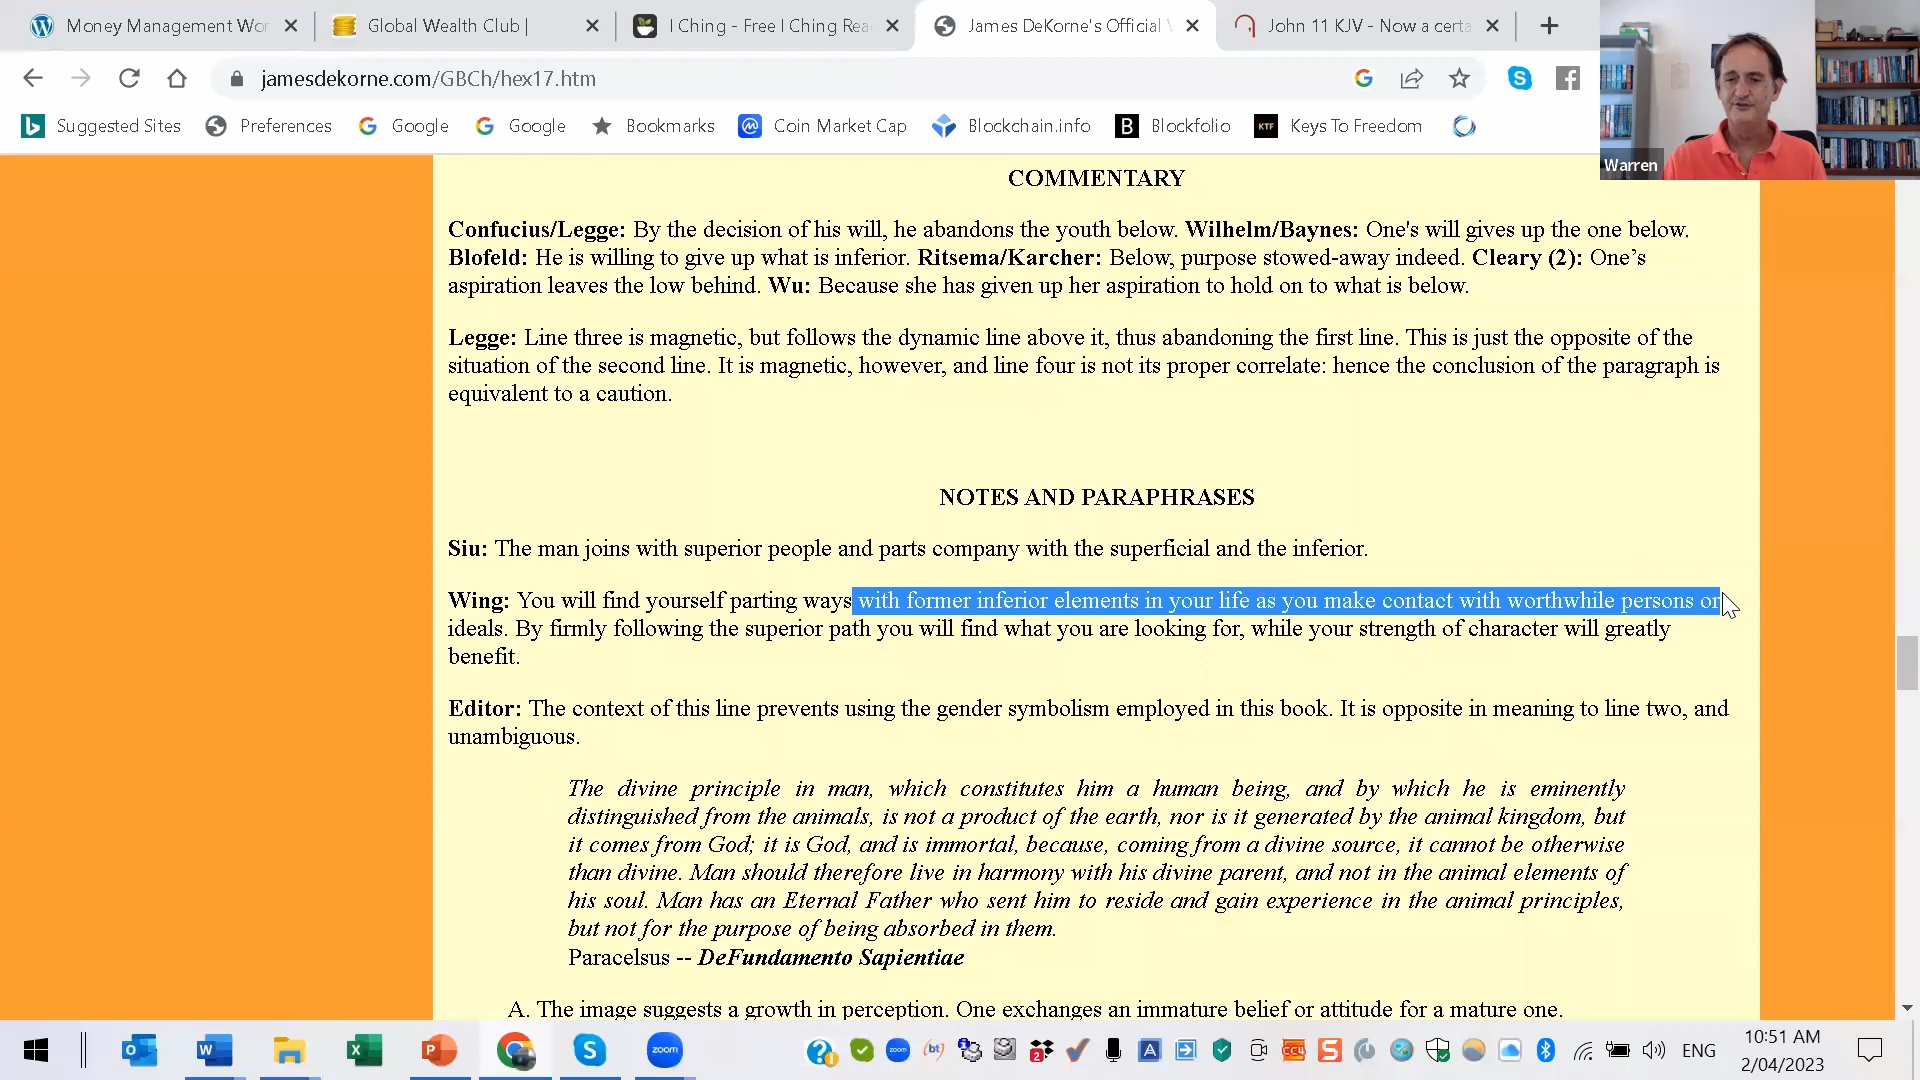 Money Management Wor
Global Wealth Club |
I Ching - Free I Ching Rea
James DeKorne's Official
John 11 KJV - Now a certa
jamesdekorne.com/GBCh/hex17.htm
Suggested Sites
Preferences
Google
Google
Bookmarks
Coin Market Cap
Blockchain.info
Blockfolio
KTF
Keys To Freedom
Warren
COMMENTARY
Confucius/Legge: By the decision of his will, he abandons the youth below. Wilhelm/Baynes: One's will gives up the one below.
Blofeld: He is willing to give up what is inferior. Ritsema/Karcher: Below, purpose stowed-away indeed. Cleary (2): One’s
aspiration leaves the low behind. Wu: Because she has given up her aspiration to hold on to what is below.
Legge: Line three is magnetic, but follows the dynamic line above it, thus abandoning the first line. This is just the opposite of the
situation of the second line. It is magnetic, however, and line four is not its proper correlate: hence the conclusion of the paragraph is
equivalent to a caution.
NOTES AND PARAPHRASES
Siu: The man joins with superior people and parts company with the superficial and the inferior.
Wing: You will find yourself parting ways with former inferior elements in your life as you make contact with worthwhile persons or
ideals. By firmly following the superior path you will find what you are looking for, while your strength of character will greatly
benefit.
Editor: The context of this line prevents using the gender symbolism employed in this book. It is opposite in meaning to line two, and
unambiguous.
The divine principle in man, which constitutes him a human being, and by which he is eminently
distinguished from the animals, is not a product of the earth, nor is it generated by the animal kingdom, but
it comes from God; it is God, and is immortal, because, coming from a divine source, it cannot be otherwise
than divine. Man should therefore live in harmony with his divine parent, and not in the animal elements of
his soul. Man has an Eternal Father who sent him to reside and gain experience in the animal principles,
but not for the purpose of being absorbed in them.
Paracelsus -- DeFundamento Sapientiae
A. The image suggests a growth in perception. One exchanges an immature belief or attitude for a mature one.
zoom
zoom
ENG
10:51 AM
2/04/2023